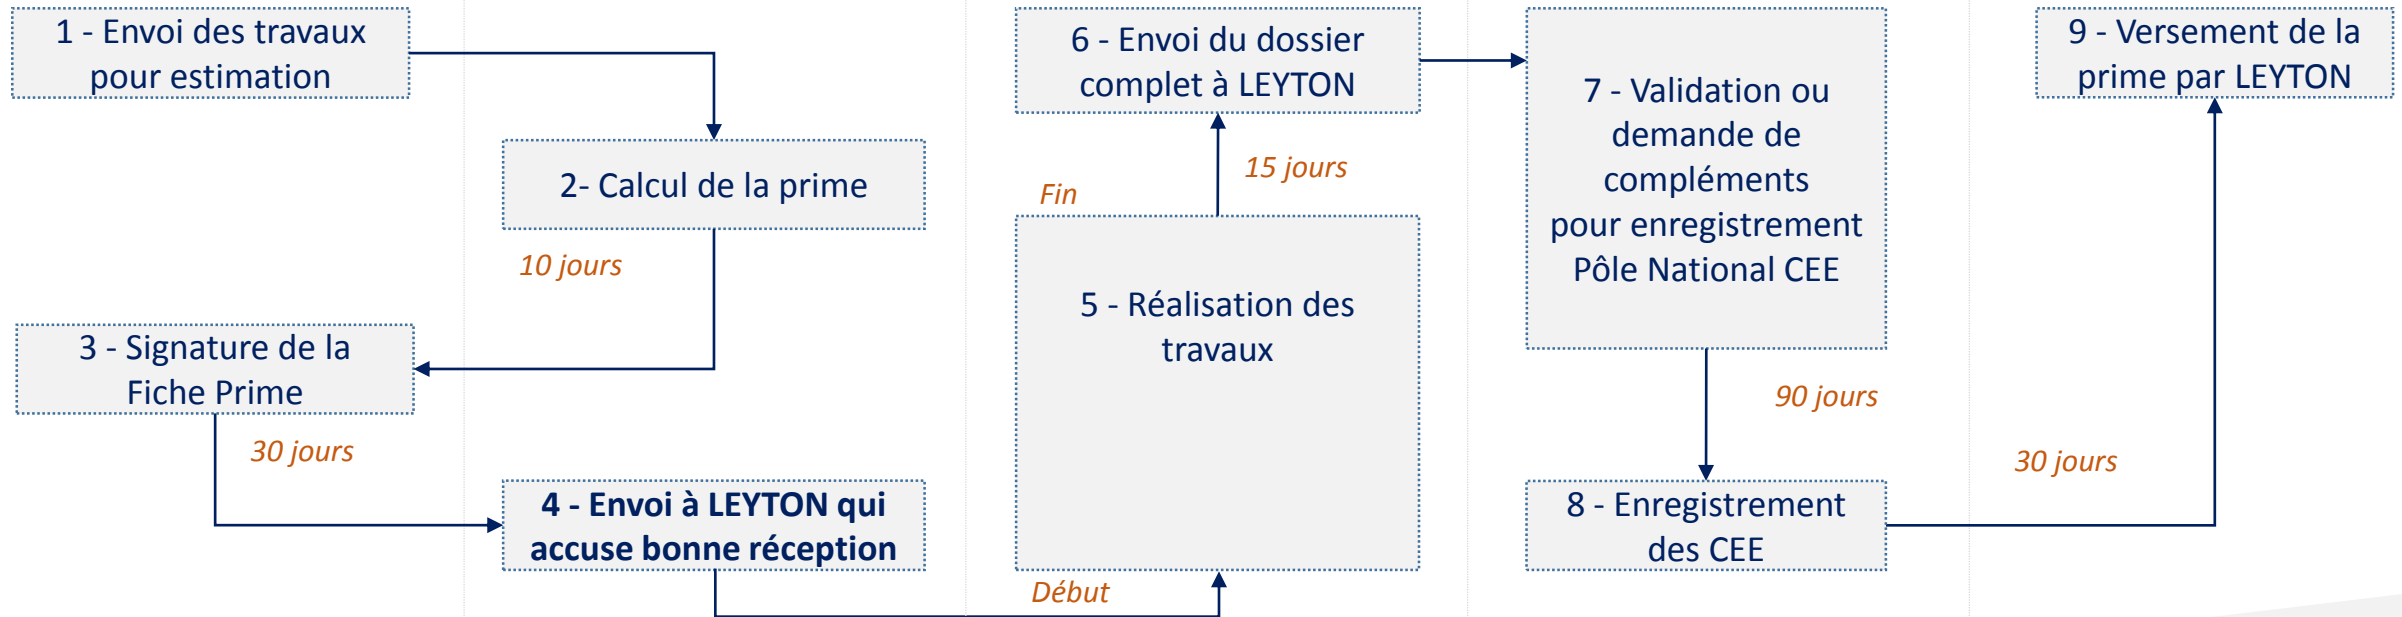 1 - Envoi des travaux
pour estimation
2- Calcul de la prime
10 jours
3 - Signature de la
Fiche Prime
30 jours
4 - Envoi à LEYTON qui
accuse bonne réception
Début
5 - Réalisation des
travaux
Fin
15 jours
6 - Envoi du dossier
complet à LEYTON
7 - Validation ou
demande de
compléments
pour enregistrement
Pôle National CEE
90 jours
8 - Enregistrement
des CEE
30 jours
9 - Versement de la
prime par LEYTON